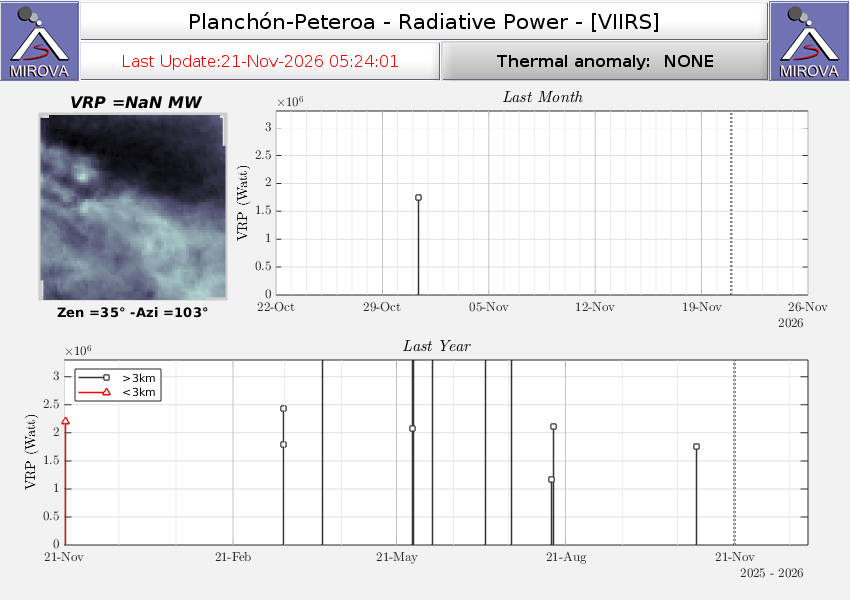 Planchón-Peteroa - Radiative Power - [VIIRS]
MIROVA
Last Update:21-Nov-2026 05:24:01
Thermal anomaly: NONE
MIROVA
VRP =NaN MW
Zen =35° -Azi =103°
Last Month
×10⁶
VRP (Watt)
3
2.5
2
1.5
1
0.5
0
22-Oct 29-Oct 05-Nov 12-Nov 19-Nov 26-Nov
2026
Last Year
×10⁶
VRP (Watt)
>3km
<3km
3
2.5
2
1.5
1
0.5
0
21-Nov 21-Feb 21-May 21-Aug 21-Nov
2025 - 2026